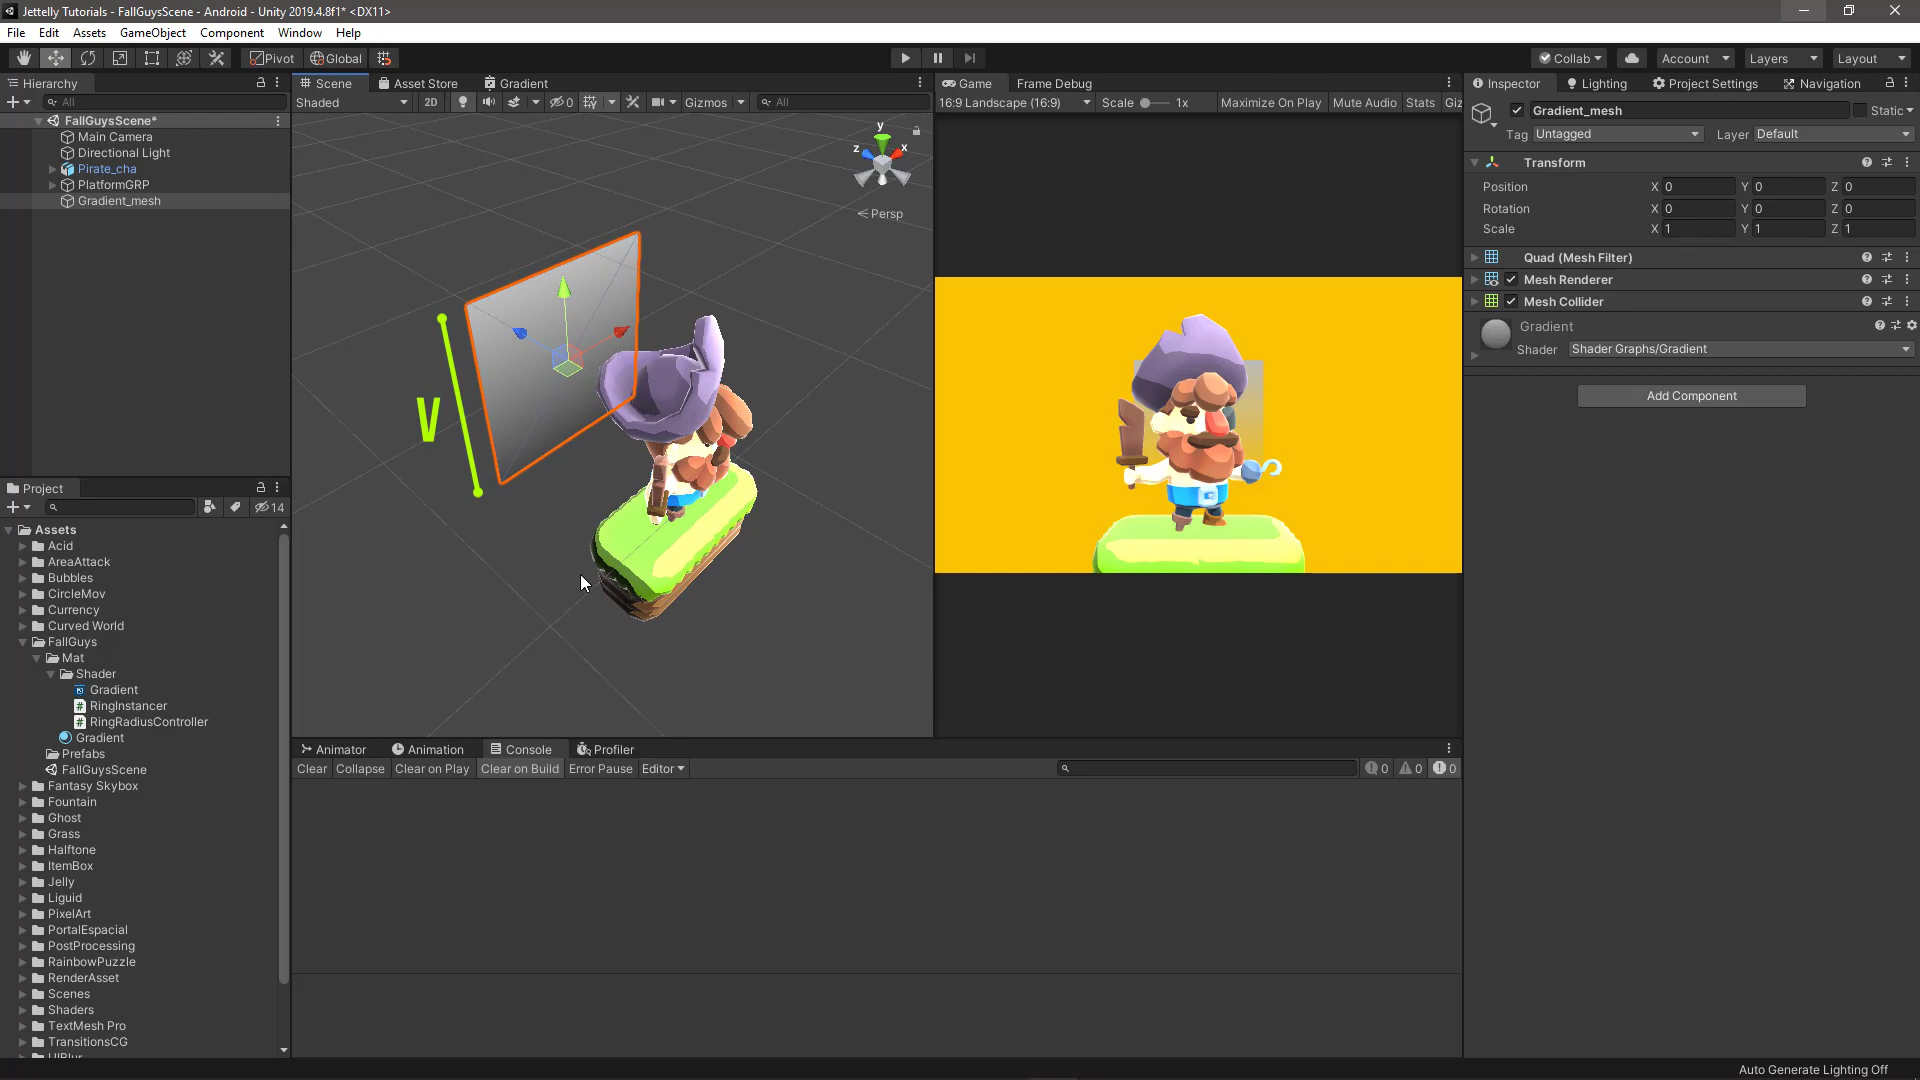 Jettelly Tutorials - FallGuysScene - Android - Unity 2019.4.8f1* <DX11>
File Edit Assets GameObject Component Window Help
Pivot Global
Collab Account Layers Layout
Hierarchy
All
FallGuysScene*
Main Camera
Directional Light
Pirate_cha
PlatformGRP
Gradient_mesh
Scene Asset Store Gradient
Shaded 2D 0 Gizmos All
y
z x
Persp
V
Game Frame Debug
16:9 Landscape (16:9) Scale 1x Maximize On Play Mute Audio Stats Giz
Inspector Lighting Project Settings Navigation
Gradient_mesh Static
Tag Untagged Layer Default
Transform
Position X 0 Y 0 Z 0
Rotation X 0 Y 0 Z 0
Scale X 1 Y 1 Z 1
Quad (Mesh Filter)
Mesh Renderer
Mesh Collider
Gradient
Shader Shader Graphs/Gradient
Add Component
Project
14
Assets
Acid
AreaAttack
Bubbles
CircleMov
Currency
Curved World
FallGuys
Mat
Shader
Gradient
RingInstancer
RingRadiusController
Gradient
Prefabs
FallGuysScene
Fantasy Skybox
Fountain
Ghost
Grass
Halftone
ItemBox
Jelly
Liguid
PixelArt
PortalEspacial
PostProcessing
RainbowPuzzle
RenderAsset
Scenes
Shaders
TextMesh Pro
TransitionsCG
UIBlur
Animator Animation Console Profiler
Clear Collapse Clear on Play Clear on Build Error Pause Editor 0 0 0
Auto Generate Lighting Off